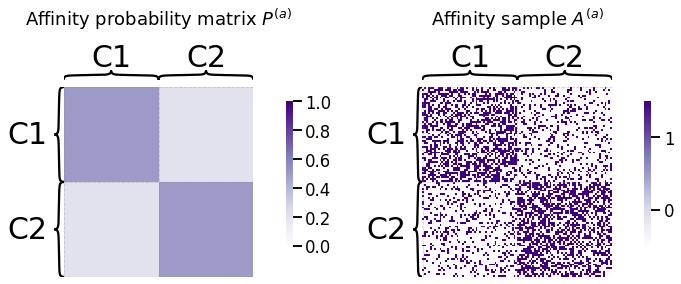 Affinity probability matrix P^(a)
C1 C2
C1
C2
1.0
0.8
0.6
0.4
0.2
0.0
Affinity sample A^(a)
C1 C2
C1
C2
1
0